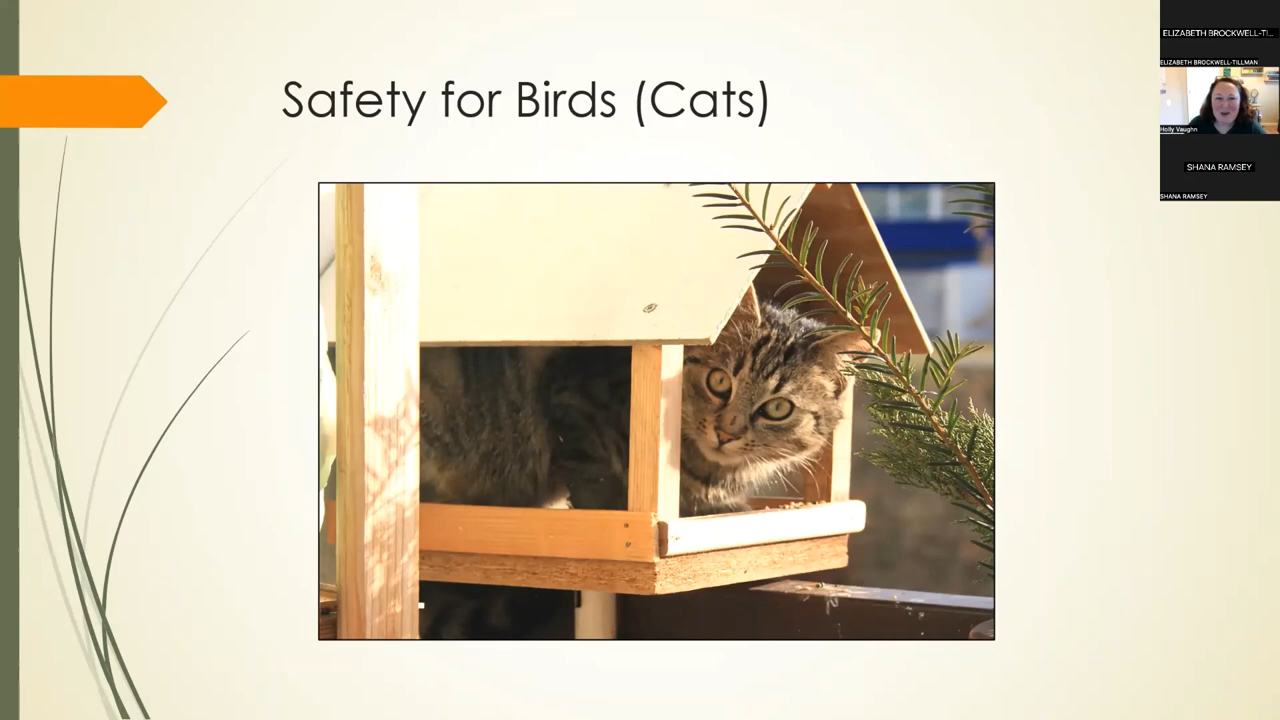 Safety for Birds (Cats)
ELIZABETH BROCKWELL-TI...
ELIZABETH BROCKWELL-TILLMAN
Holly Vaughn
SHANA RAMSEY
SHANA RAMSEY